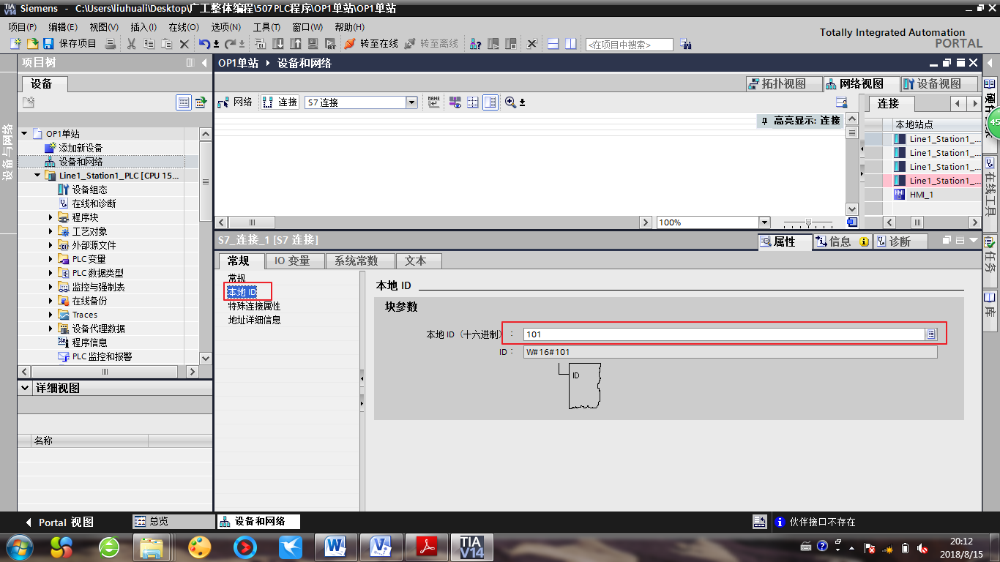 TIA V14 Siemens - C:\Users\liuhuali\Desktop\广工整体编程\507PLC程序\OP1单站\OP1单站
项目(P) 编辑(E) 视图(V) 插入(I) 在线(O) 选项(N) 工具(T) 窗口(W) 帮助(H)
Totally Integrated Automation
PORTAL
保存项目 转至在线 转至离线 <在项目中搜索>
项目树
OP1单站 设备和网络
设备
拓扑视图 网络视图 设备视图
网络 连接 S7 连接
连接
高亮显示: 连接
本地站点
Line1_Station1_...
Line1_Station1_...
Line1_Station1_...
Line1_Station1_...
HMI_1
设备与网络
OP1单站
添加新设备
设备和网络
Line1_Station1_PLC [CPU 15...
设备组态
在线和诊断
程序块
工艺对象
外部源文件
PLC 变量
PLC 数据类型
监控与强制表
在线备份
Traces
设备代理数据
程序信息
PLC 监控和报警
100%
S7_连接_1 [S7 连接]
属性 信息 诊断
常规 IO 变量 系统常数 文本
常规
本地 ID
特殊连接属性
地址详细信息
本地 ID
块参数
本地 ID（十六进制） : 101
ID : W#16#101
ID
详细视图
名称
45
在线工具
任务
库
Portal 视图 总览 设备和网络 伙伴接口不存在
TIA V14
20:12
2018/8/15